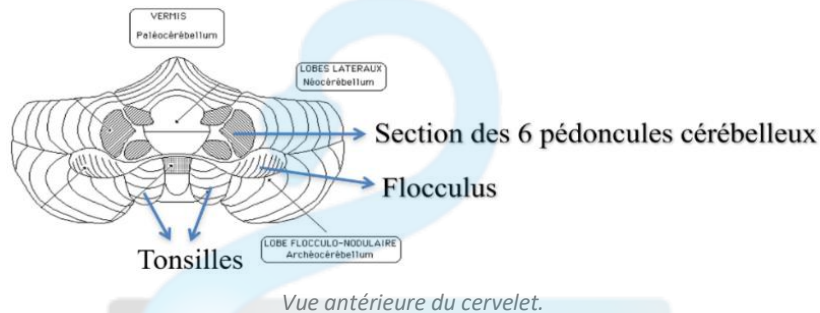 VERMIS
Paléocérébellum
LOBES LATERAUX
Néocérébellum
Section des 6 pédoncules cérébelleux
Flocculus
Tonsilles
LOBE FLOCCULO-NODULAIRE
Archéocérébellum
Vue antérieure du cervelet.